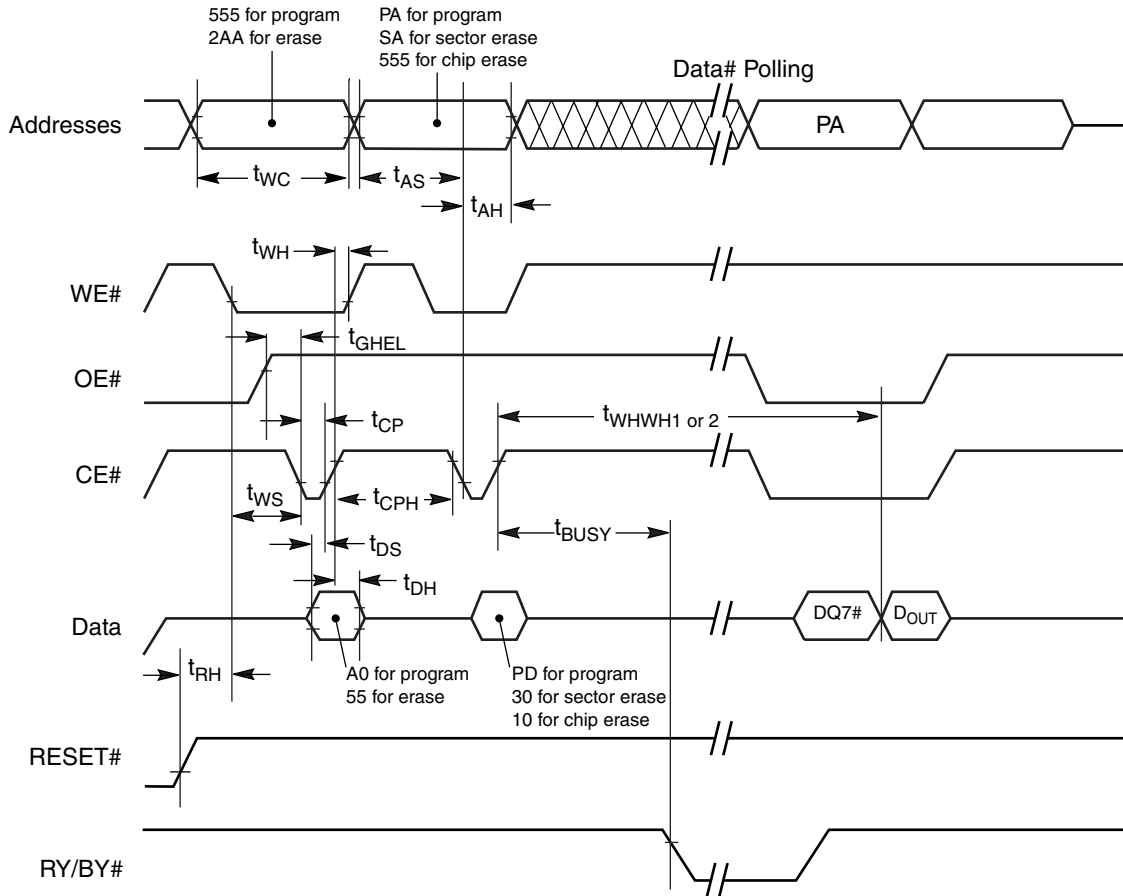 555 for program
2AA for erase
PA for program
SA for sector erase
555 for chip erase
Data# Polling
Addresses
PA
tWC
tAS
tAH
tWH
WE#
tGHEL
OE#
tCP
tWHWH1 or 2
CE#
tWS
tCPH
tBUSY
tDS
tDH
Data
DQ7#
DOUT
tRH
A0 for program
55 for erase
PD for program
30 for sector erase
10 for chip erase
RESET#
RY/BY#